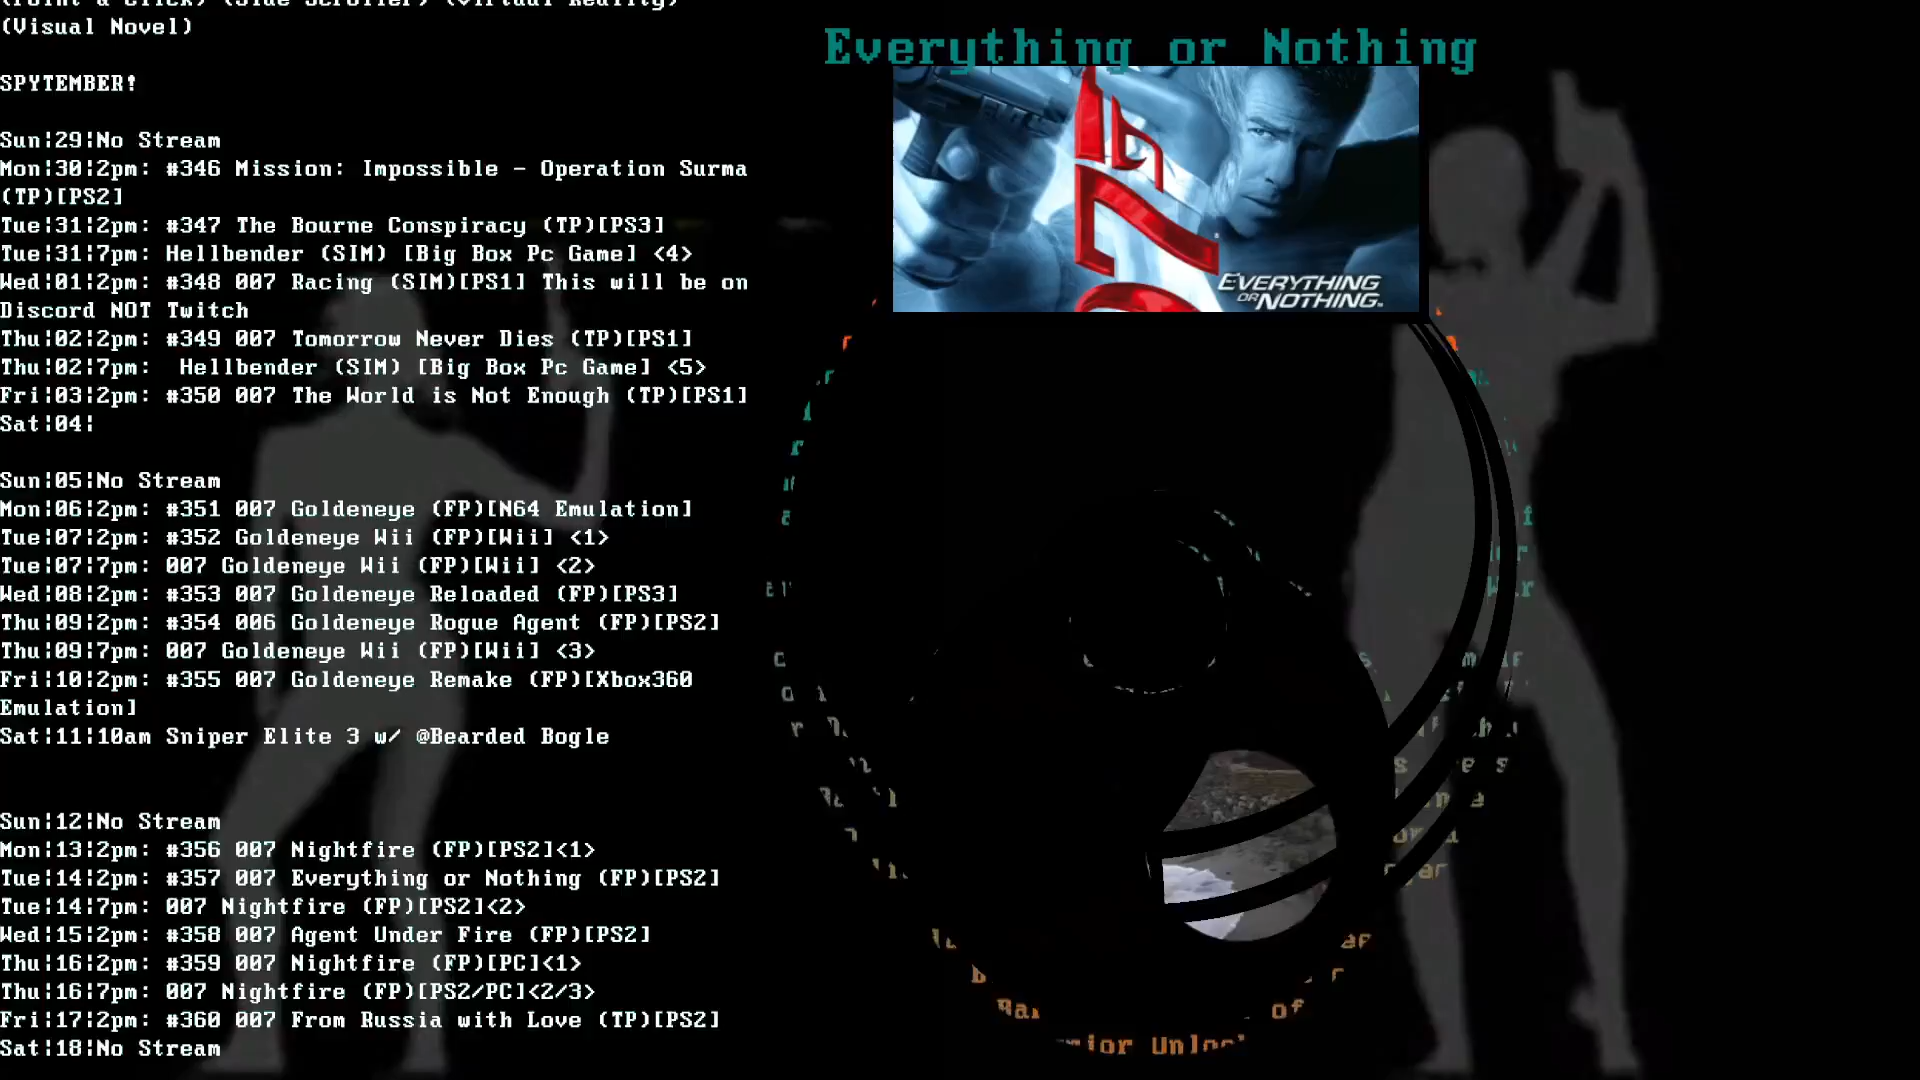 (Point & Click) (Side Scroller) (Virtual Reality)
(Visual Novel)
SPYTEMBER!
Sun|29|No Stream
Mon|30|2pm: #346 Mission: Impossible - Operation Surma
(TP)[PS2]
Tue|31|2pm: #347 The Bourne Conspiracy (TP)[PS3]
Tue|31|7pm: Hellbender (SIM) [Big Box Pc Game] <4>
Wed|01|2pm: #348 007 Racing (SIM)[PS1] This will be on
Discord NOT Twitch
Thu|02|2pm: #349 007 Tomorrow Never Dies (TP)[PS1]
Thu|02|7pm:  Hellbender (SIM) [Big Box Pc Game] <5>
Fri|03|2pm: #350 007 The World is Not Enough (TP)[PS1]
Sat|04|
Sun|05|No Stream
Mon|06|2pm: #351 007 Goldeneye (FP)[N64 Emulation]
Tue|07|2pm: #352 Goldeneye Wii (FP)[Wii] <1>
Tue|07|7pm: 007 Goldeneye Wii (FP)[Wii] <2>
Wed|08|2pm: #353 007 Goldeneye Reloaded (FP)[PS3]
Thu|09|2pm: #354 006 Goldeneye Rogue Agent (FP)[PS2]
Thu|09|7pm: 007 Goldeneye Wii (FP)[Wii] <3>
Fri|10|2pm: #355 007 Goldeneye Remake (FP)[Xbox360
Emulation]
Sat|11|10am Sniper Elite 3 w/ @Bearded Bogle
Sun|12|No Stream
Mon|13|2pm: #356 007 Nightfire (FP)[PS2]<1>
Tue|14|2pm: #357 007 Everything or Nothing (FP)[PS2]
Tue|14|7pm: 007 Nightfire (FP)[PS2]<2>
Wed|15|2pm: #358 007 Agent Under Fire (FP)[PS2]
Thu|16|2pm: #359 007 Nightfire (FP)[PC]<1>
Thu|16|7pm: 007 Nightfire (FP)[PS2/PC]<2/3>
Fri|17|2pm: #360 007 From Russia with Love (TP)[PS2]
Sat|18|No Stream
Everything or Nothing
EVERYTHING
OR NOTHING
of